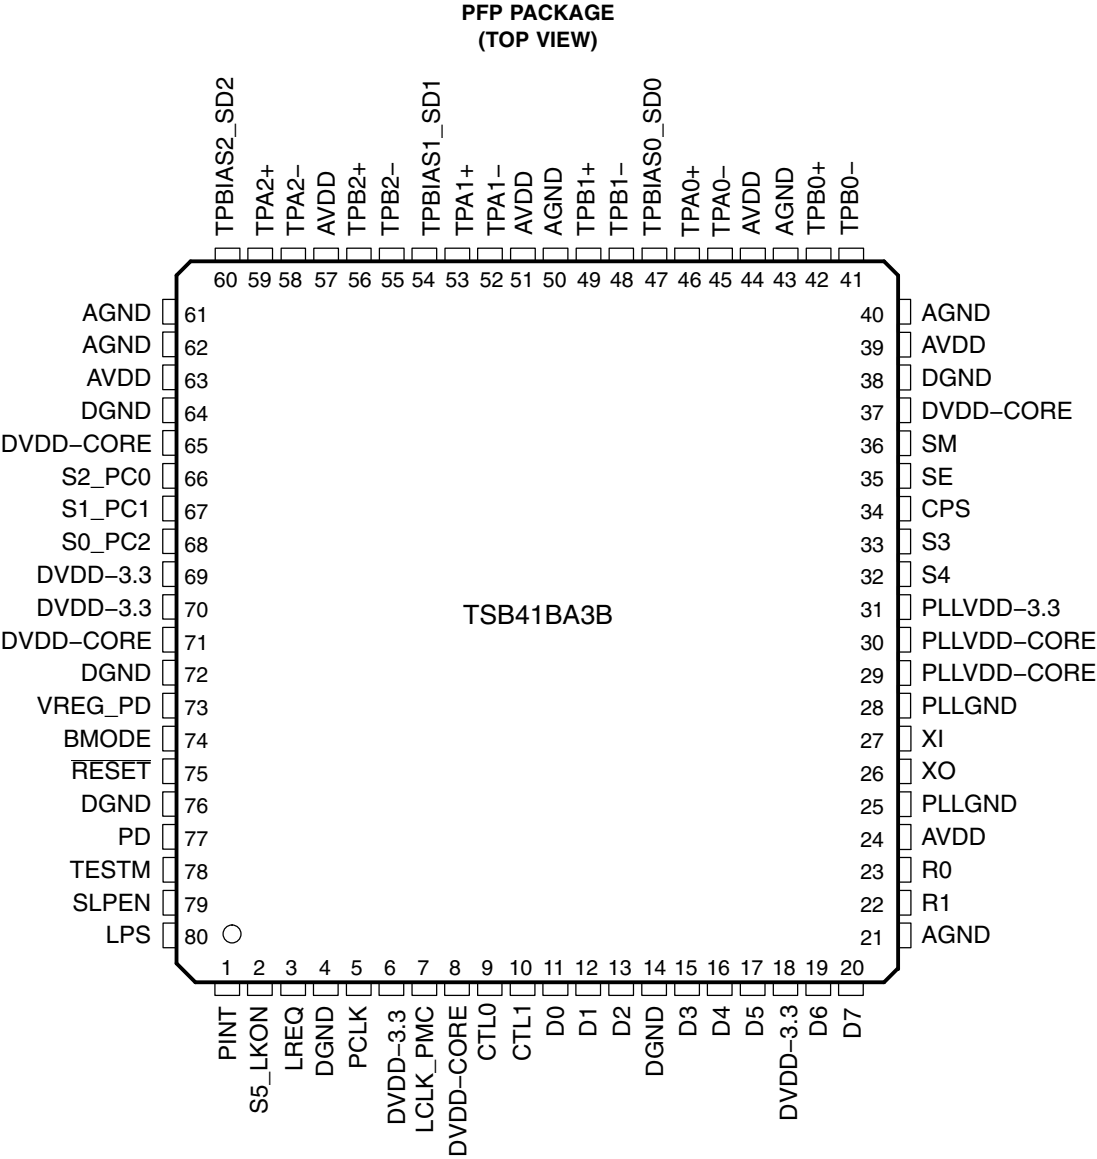 PFP PACKAGE
(TOP VIEW)
TPBIAS2_SD2
TPA2+
TPA2−
AVDD
TPB2+
TPB2−
TPBIAS1_SD1
TPA1+
TPA1−
AVDD
AGND
TPB1+
TPB1−
TPBIAS0_SD0
TPA0+
TPA0−
AVDD
AGND
TPB0+
TPB0−
60 59 58 57 56 55 54 53 52 51 50 49 48 47 46 45 44 43 42 41
AGND 61 40 AGND
AGND 62 39 AVDD
AVDD 63 38 DGND
DGND 64 37 DVDD−CORE
DVDD−CORE 65 36 SM
S2_PC0 66 35 SE
S1_PC1 67 34 CPS
S0_PC2 68 33 S3
DVDD−3.3 69 32 S4
DVDD−3.3 70 TSB41BA3B 31 PLLVDD−3.3
DVDD−CORE 71 30 PLLVDD−CORE
DGND 72 29 PLLVDD−CORE
VREG_PD 73 28 PLLGND
BMODE 74 27 XI
RESET 75 26 XO
DGND 76 25 PLLGND
PD 77 24 AVDD
TESTM 78 23 R0
SLPEN 79 22 R1
LPS 80 21 AGND
1 2 3 4 5 6 7 8 9 10 11 12 13 14 15 16 17 18 19 20
PINT
S5_LKON
LREQ
DGND
PCLK
DVDD−3.3
LCLK_PMC
DVDD−CORE
CTL0
CTL1
D0
D1
D2
DGND
D3
D4
D5
DVDD−3.3
D6
D7